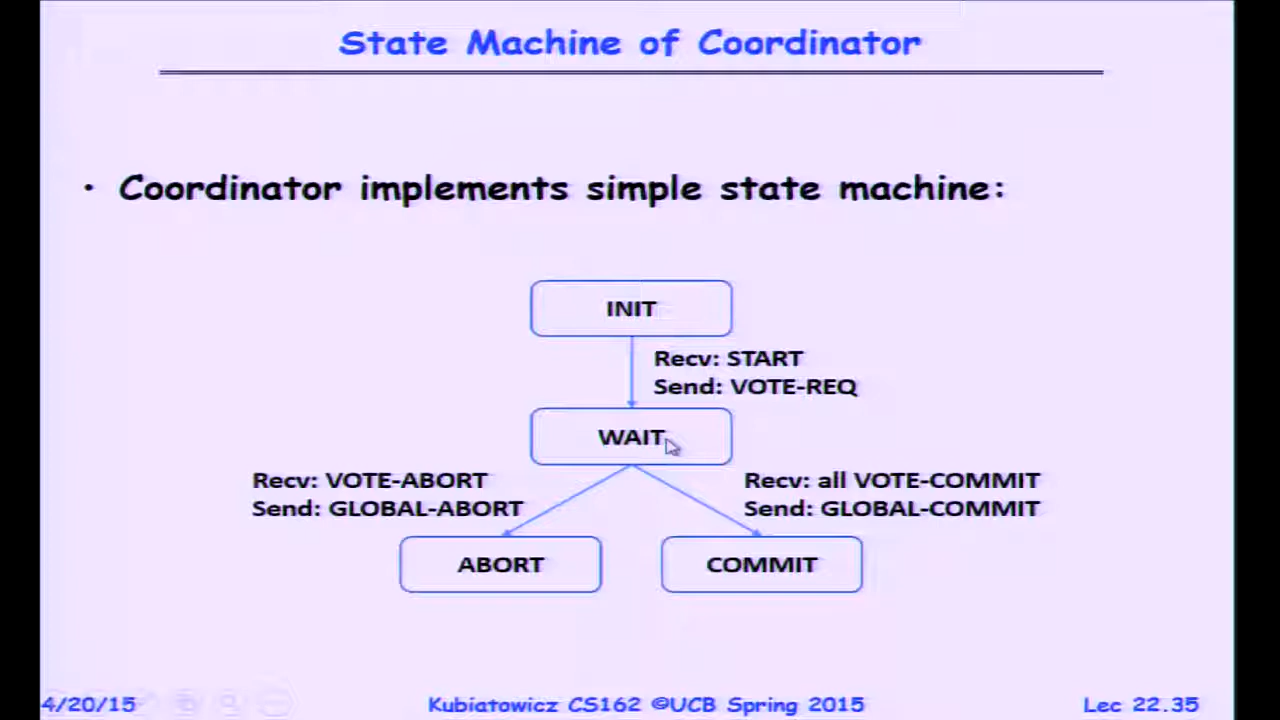 State Machine of Coordinator
• Coordinator implements simple state machine:
INIT
Recv: START
Send: VOTE-REQ
WAIT
Recv: VOTE-ABORT
Send: GLOBAL-ABORT
Recv: all VOTE-COMMIT
Send: GLOBAL-COMMIT
ABORT
COMMIT
4/20/15
Kubiatowicz CS162 ©UCB Spring 2015
Lec 22.35